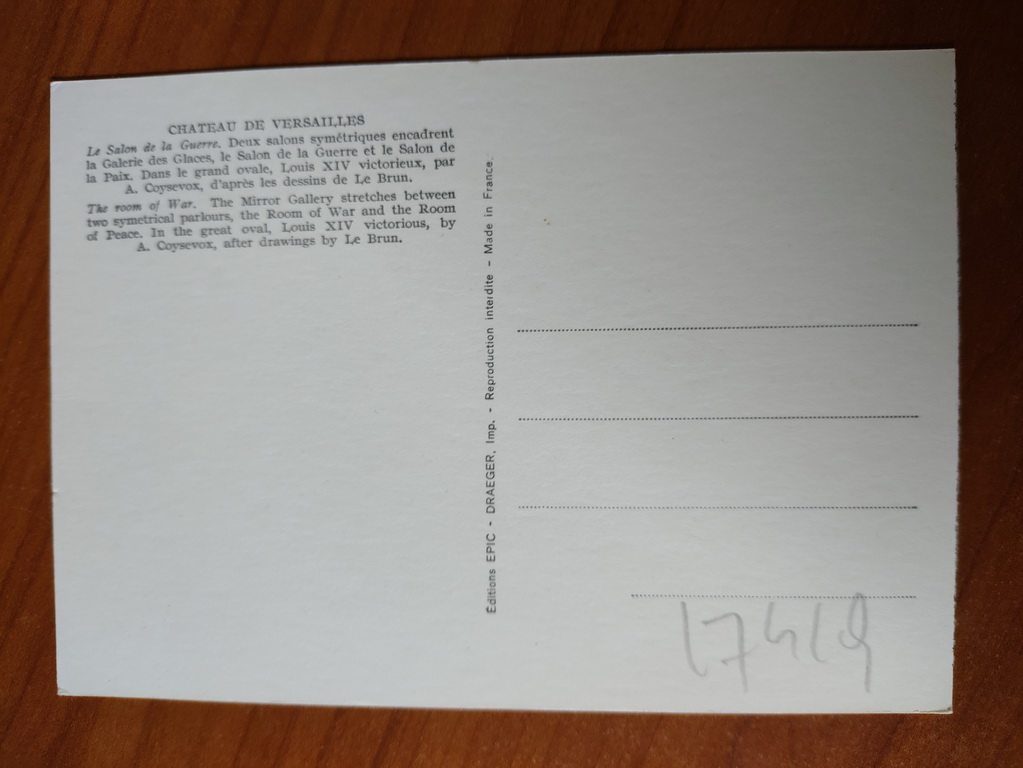 CHATEAU DE VERSAILLES
Le Salon de la Guerre. Deux salons symétriques encadrent
la Galerie des Glaces, le Salon de la Guerre et le Salon de
la Paix. Dans le grand ovale, Louis XIV victorieux, par
A. Coysevox, d'après les dessins de Le Brun.
The room of War. The Mirror Gallery stretches between
two symetrical parlours, the Room of War and the Room
of Peace. In the great oval, Louis XIV victorious, by
A. Coysevox, after drawings by Le Brun.
Éditions EPIC - DRAEGER, Imp. - Reproduction interdite - Made in France.
17419